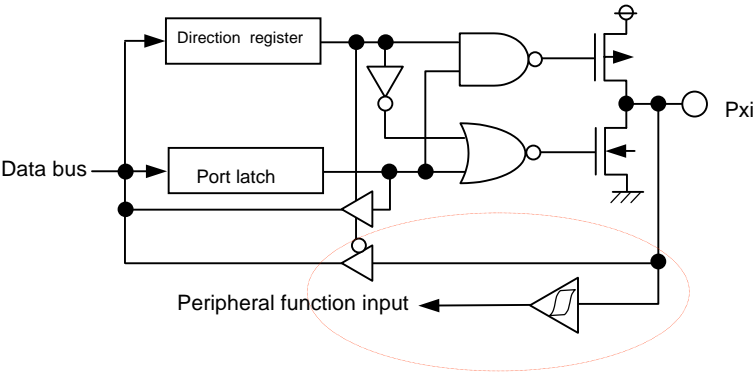 Direction register
Pxi
Data bus
Port latch
Peripheral function input